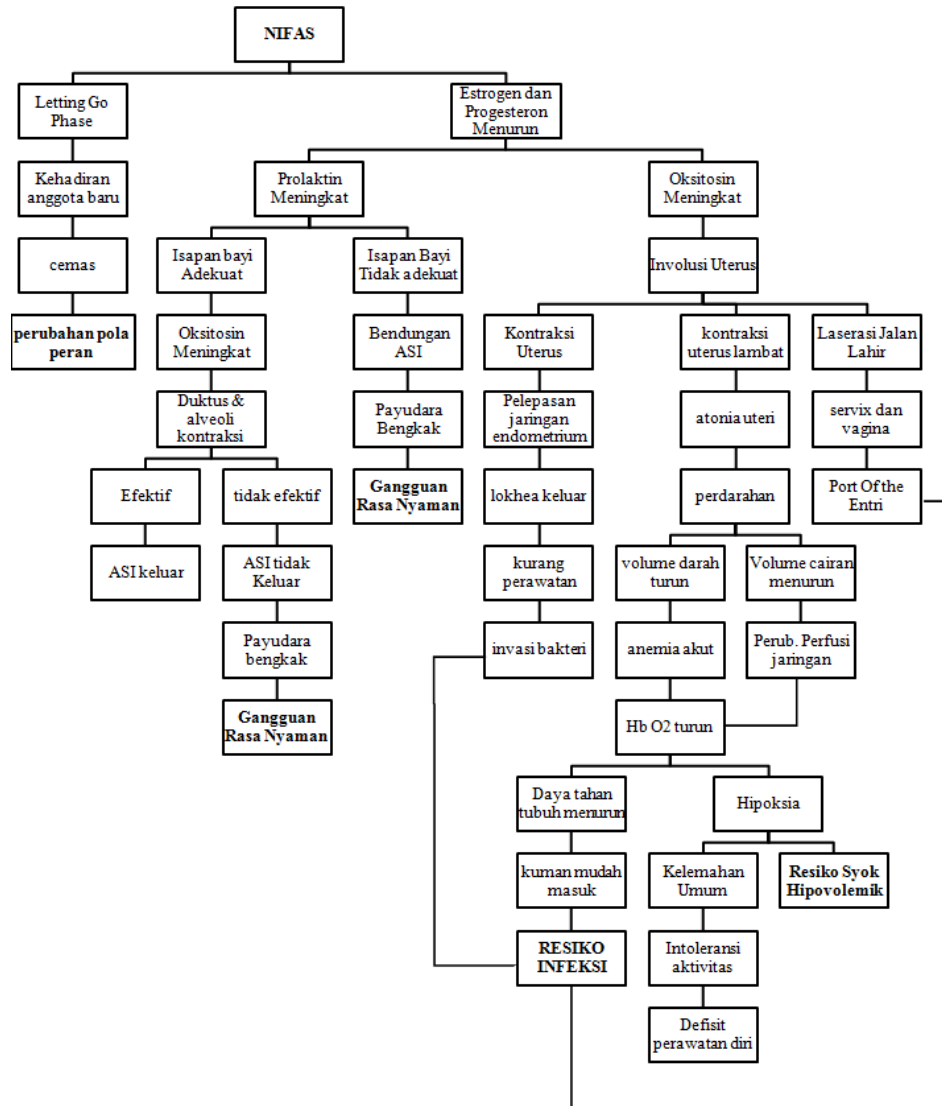 NIFAS
Letting Go
Phase
Estrogen dan
Progesteron
Menurun
Kehadiran
anggota baru
Prolaktin
Meningkat
Oksitosin
Meningkat
cemas
Isapan bayi
Adekuat
Isapan Bayi
Tidak adekuat
Involusi Uterus
perubahan pola
peran
Oksitosin
Meningkat
Bendungan
ASI
Kontraksi
Uterus
kontraksi
uterus lambat
Laserasi Jalan
Lahir
Duktus &
alveoli
kontraksi
Payudara
Bengkak
Pelepasan
jaringan
endometrium
atonia uteri
servix dan
vagina
Efektif
tidak efektif
Gangguan
Rasa Nyaman
lokhea keluar
perdarahan
Port Of the
Entri
ASI keluar
ASI tidak
Keluar
kurang
perawatan
volume darah
turun
Volume cairan
menurun
Payudara
bengkak
invasi bakteri
anemia akut
Perub. Perfusi
jaringan
Gangguan
Rasa Nyaman
Hb O2 turun
Daya tahan
tubuh menurun
Hipoksia
kuman mudah
masuk
Kelemahan
Umum
Resiko Syok
Hipovolemik
RESIKO
INFEKSI
Intoleransi
aktivitas
Defisit
perawatan diri